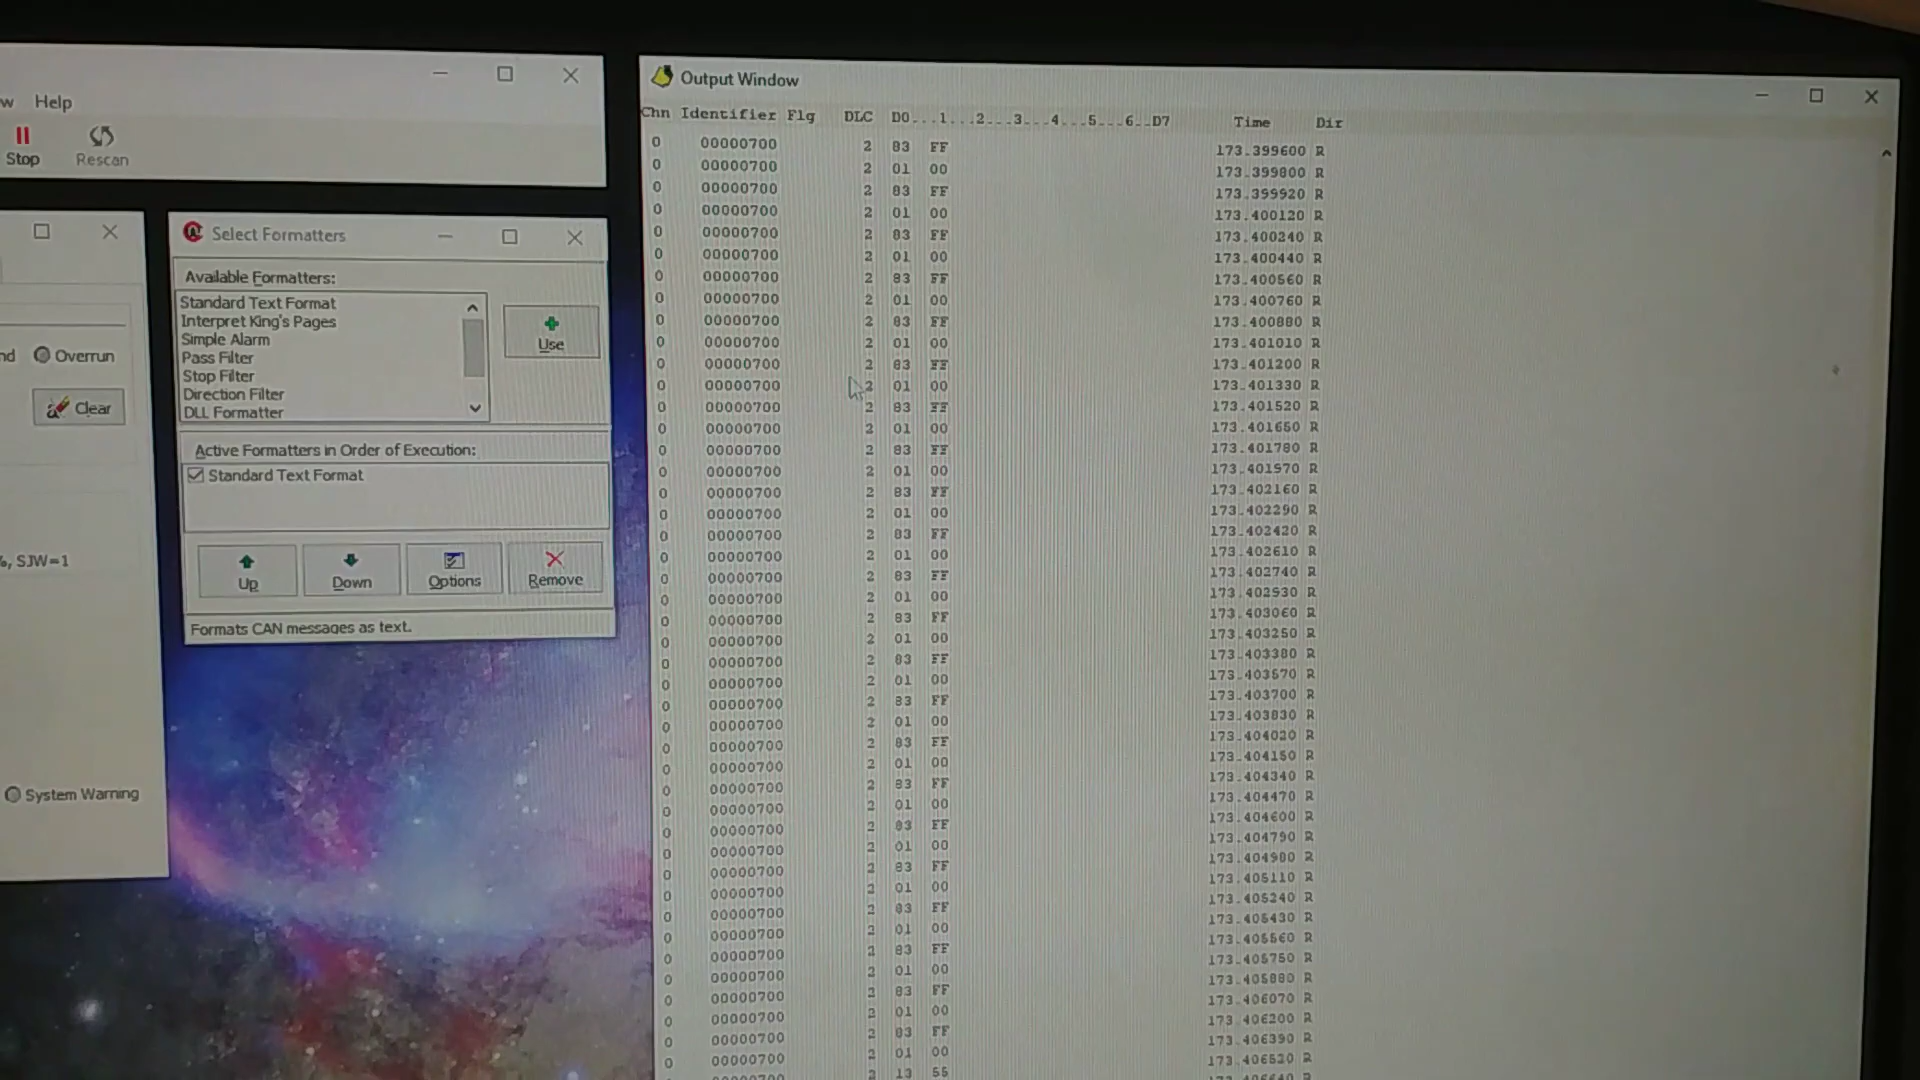 w Help
Stop Rescan
nd Overrun
Clear
%, SJW=1
System Warning
Select Formatters
Available Formatters:
Standard Text Format
Interpret King's Pages
Simple Alarm
Pass Filter
Stop Filter
Direction Filter
DLL Formatter
Use
Active Formatters in Order of Execution:
Standard Text Format
Up Down Options Remove
Formats CAN messages as text.
Output Window
Chn Identifier Flg DLC D0...1...2...3...4...5...6..D7 Time Dir
0 00000700 2 83 FF 173.399600 R
0 00000700 2 01 00 173.399800 R
0 00000700 2 83 FF 173.399920 R
0 00000700 2 01 00 173.400120 R
0 00000700 2 83 FF 173.400240 R
0 00000700 2 01 00 173.400440 R
0 00000700 2 83 FF 173.400560 R
0 00000700 2 01 00 173.400760 R
0 00000700 2 83 FF 173.400880 R
0 00000700 2 01 00 173.401010 R
0 00000700 2 83 FF 173.401200 R
0 00000700 2 01 00 173.401330 R
0 00000700 2 83 FF 173.401520 R
0 00000700 2 01 00 173.401650 R
0 00000700 2 83 FF 173.401780 R
0 00000700 2 01 00 173.401970 R
0 00000700 2 83 FF 173.402160 R
0 00000700 2 01 00 173.402290 R
0 00000700 2 83 FF 173.402420 R
0 00000700 2 01 00 173.402610 R
0 00000700 2 83 FF 173.402740 R
0 00000700 2 01 00 173.402930 R
0 00000700 2 83 FF 173.403060 R
0 00000700 2 01 00 173.403250 R
0 00000700 2 83 FF 173.403380 R
0 00000700 2 01 00 173.403570 R
0 00000700 2 83 FF 173.403700 R
0 00000700 2 01 00 173.403830 R
0 00000700 2 83 FF 173.404020 R
0 00000700 2 01 00 173.404150 R
0 00000700 2 83 FF 173.404340 R
0 00000700 2 01 00 173.404470 R
0 00000700 2 83 FF 173.404600 R
0 00000700 2 01 00 173.404790 R
0 00000700 2 83 FF 173.404980 R
0 00000700 2 01 00 173.405110 R
0 00000700 2 83 FF 173.405240 R
0 00000700 2 01 00 173.405430 R
0 00000700 2 83 FF 173.405560 R
0 00000700 2 01 00 173.405750 R
0 00000700 2 83 FF 173.405880 R
0 00000700 2 01 00 173.406070 R
0 00000700 2 83 FF 173.406200 R
0 00000700 2 01 00 173.406390 R
0 00000700 2 13 55 173.406520 R